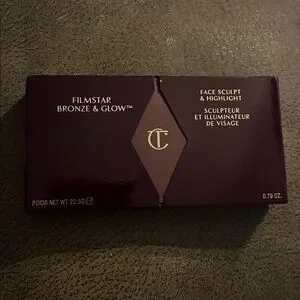 FILMSTAR
BRONZE & GLOW™
FACE SCULPT
& HIGHLIGHT
SCULPTEUR
ET ILLUMINATEUR
DE VISAGE
CT
POIDS NET WT 22.5G℮
0.79 OZ.